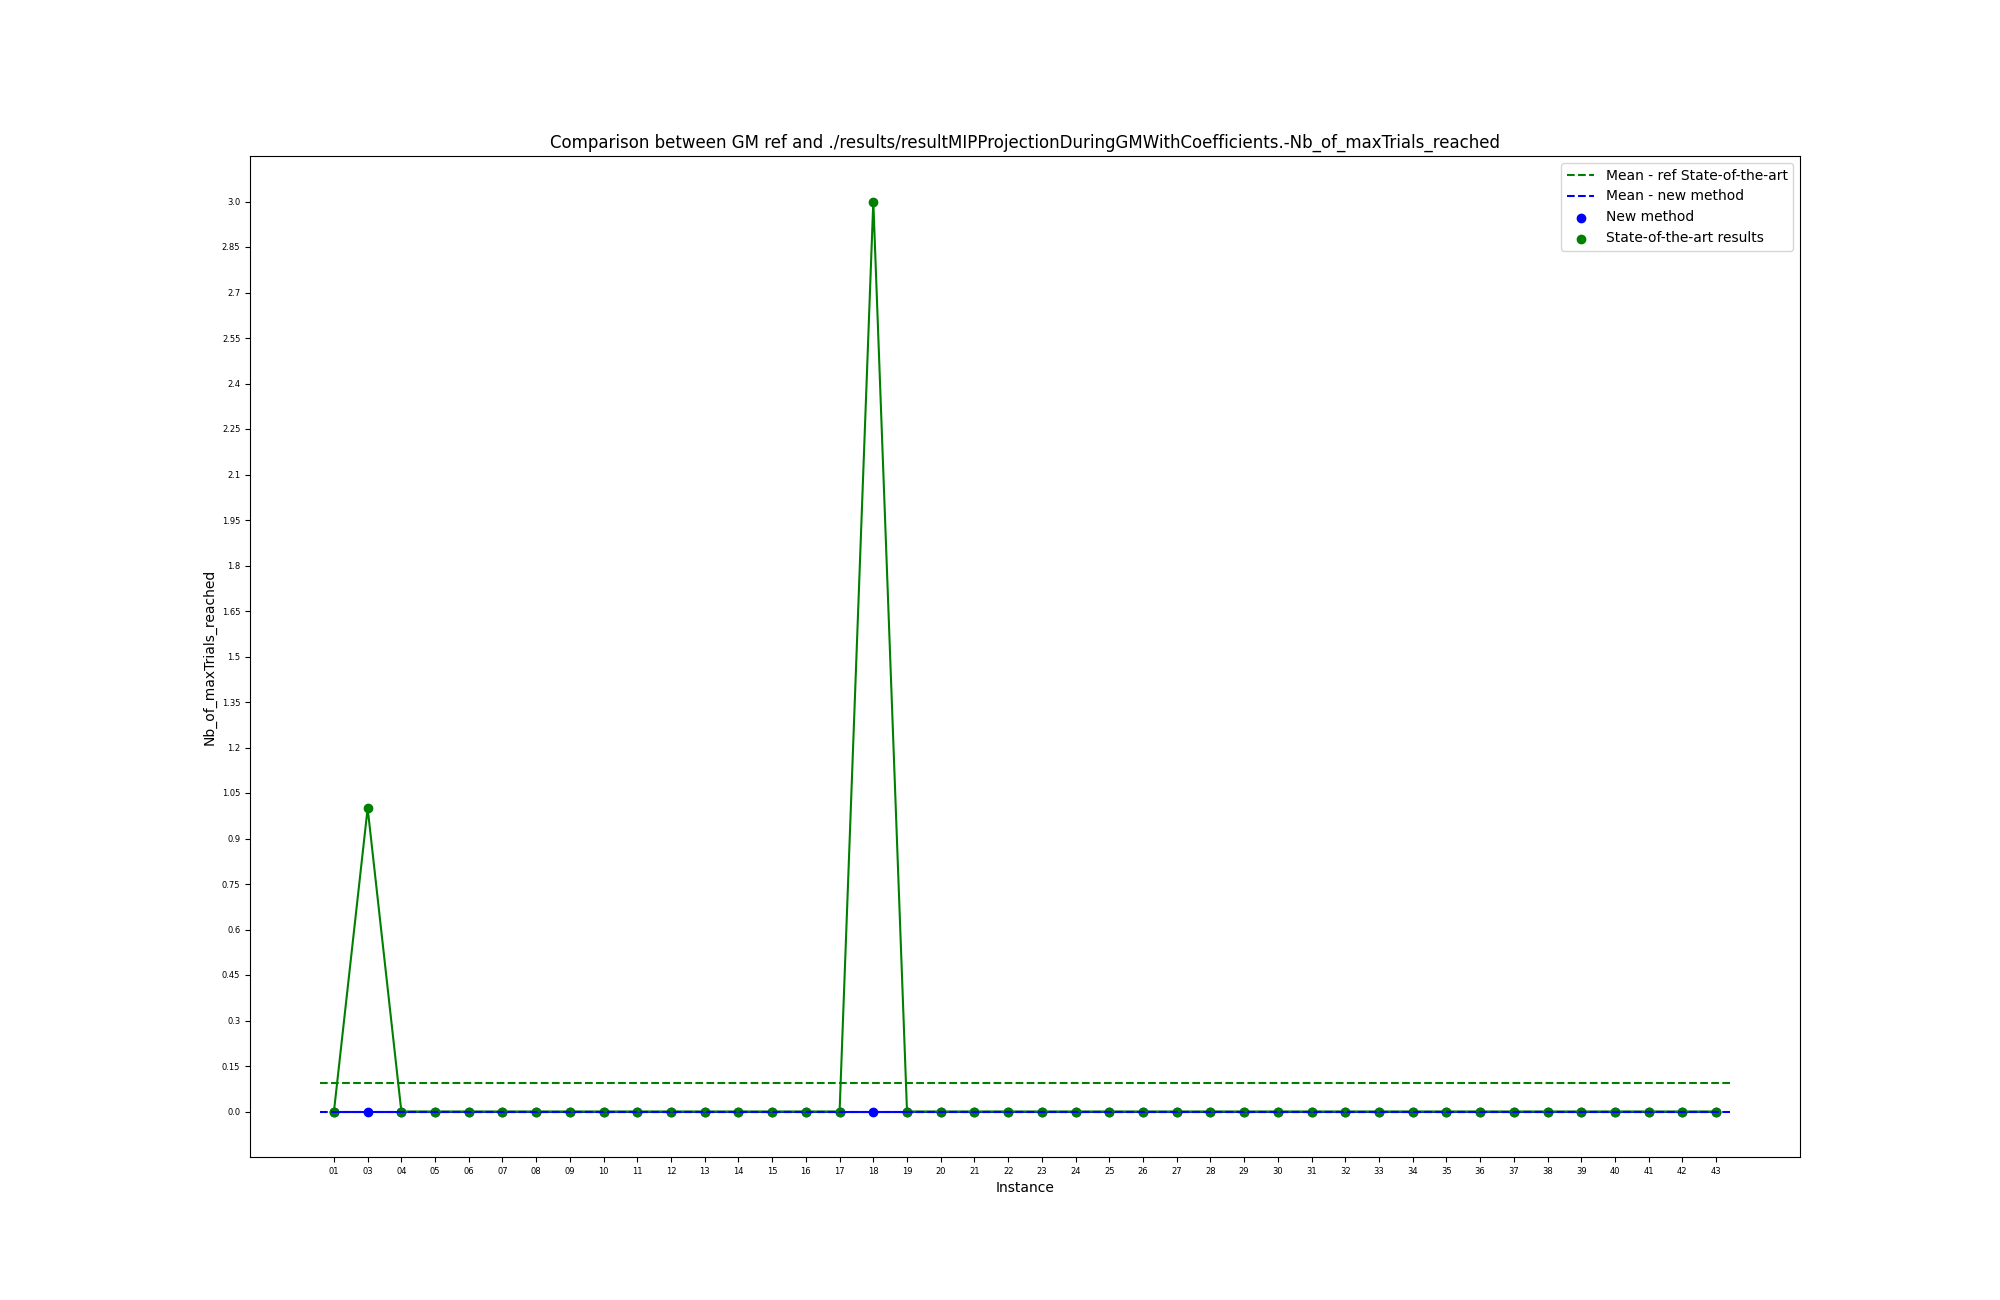 Comparison between GM ref and ./results/resultMIPProjectionDuringGMWithCoefficients.-Nb_of_maxTrials_reached
Mean - ref State-of-the-art
Mean - new method
New method
State-of-the-art results
3.0
2.85
2.7
2.55
2.4
2.25
2.1
1.95
1.8
1.65
1.5
1.35
1.2
1.05
0.9
0.75
0.6
0.45
0.3
0.15
0.0
Nb_of_maxTrials_reached
01 03 04 05 06 07 08 09 10 11 12 13 14 15 16 17 18 19 20 21 22 23 24 25 26 27 28 29 30 31 32 33 34 35 36 37 38 39 40 41 42 43
Instance